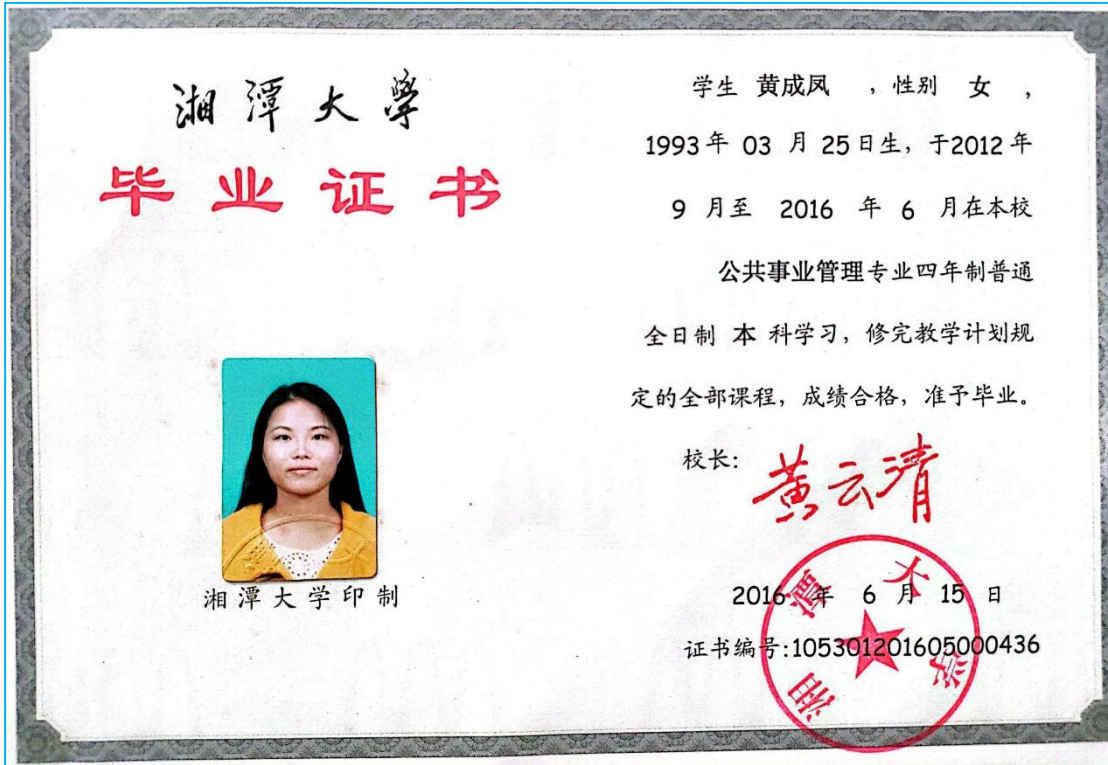 湘潭大学
毕业证书
湘潭大学印制
学生 黄成凤 ，性别 女 ，
1993年 03 月 25日生，于2012年
9 月至 2016 年 6 月在本校
公共事业管理专业四年制普通
全日制 本 科学习，修完教学计划规
定的全部课程，成绩合格，准予毕业。
校长：黄云清
2016 年 6 月 15 日
证书编号:105301201605000436
湘潭大学